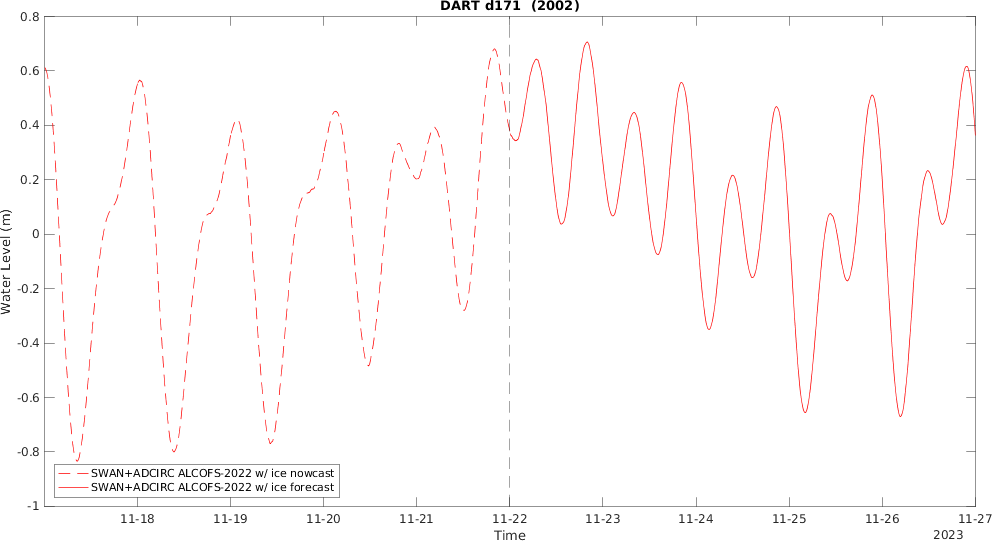 DART d171 (2002)
0.8
0.6
0.4
0.2
0
-0.2
-0.4
-0.6
-0.8
-1
Water Level (m)
SWAN+ADCIRC ALCOFS-2022 w/ ice nowcast
SWAN+ADCIRC ALCOFS-2022 w/ ice forecast
11-18 11-19 11-20 11-21 11-22 11-23 11-24 11-25 11-26 11-27
Time
2023